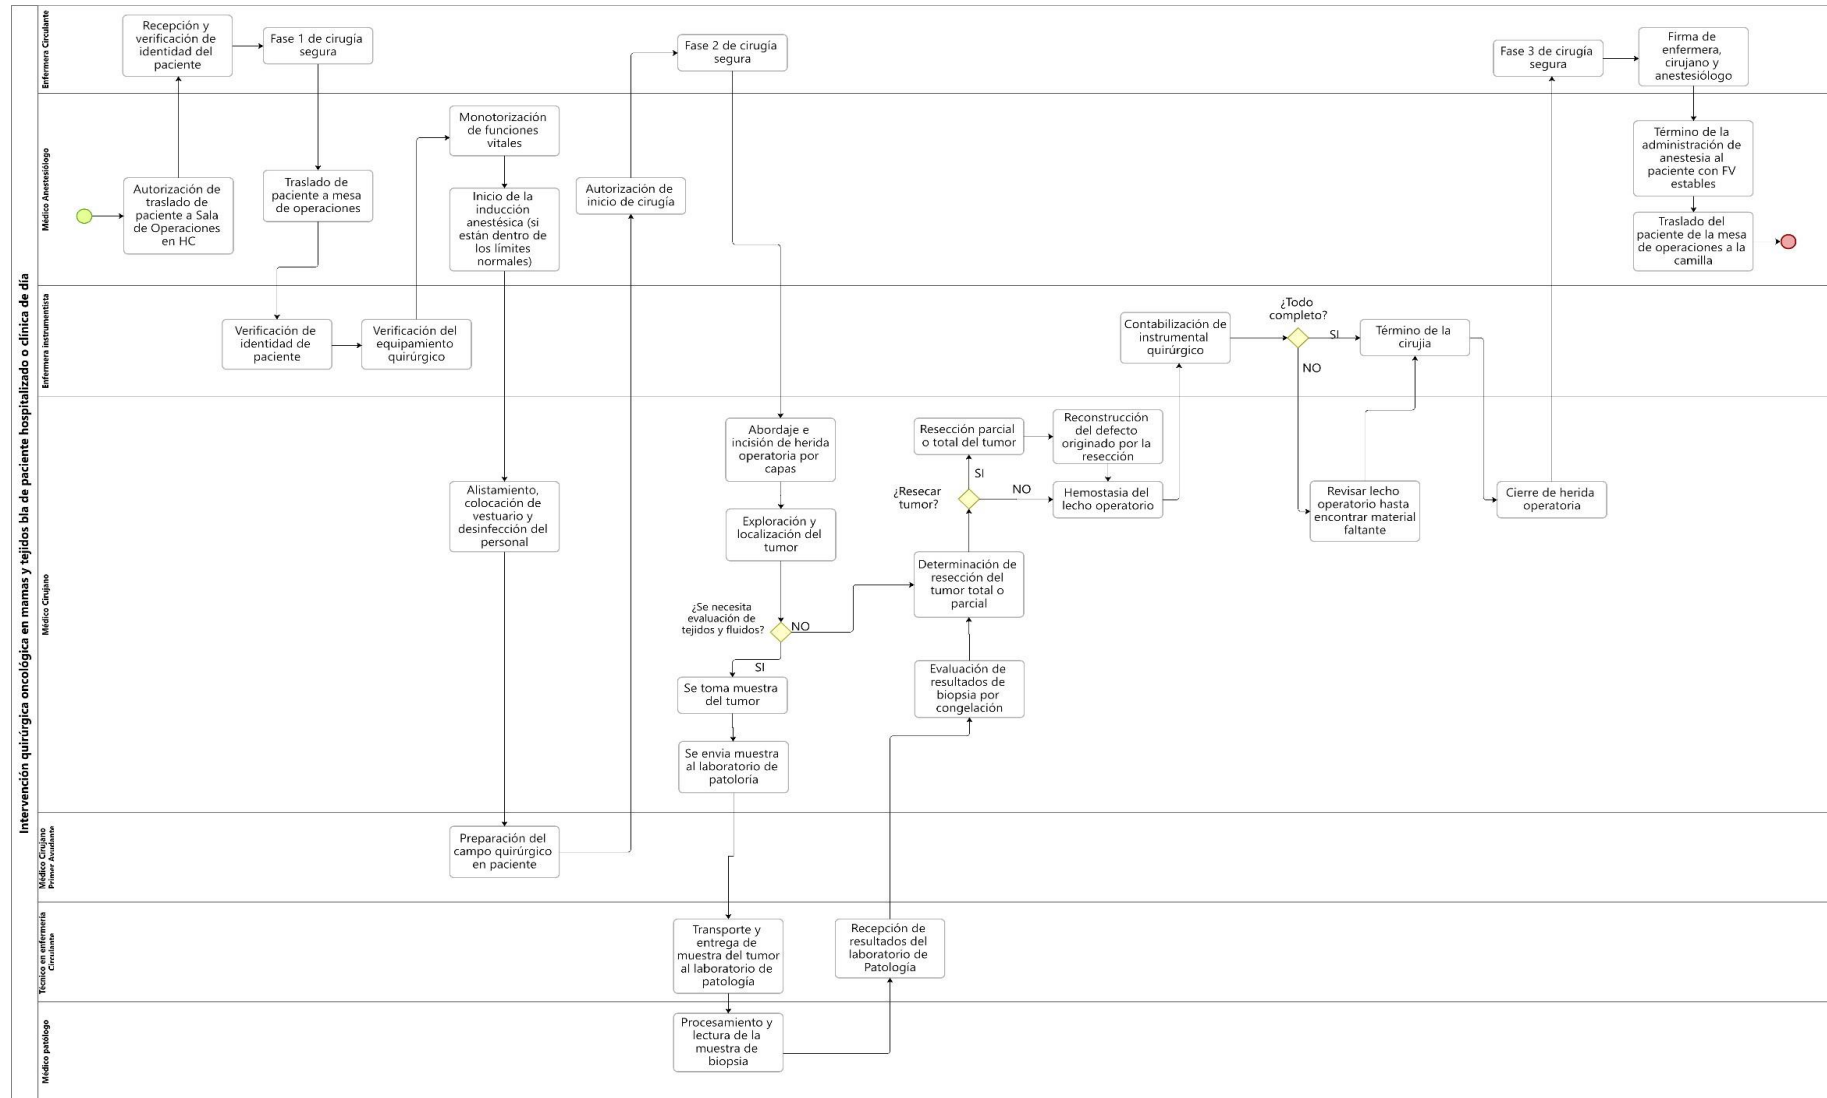 Intervención quirúrgica oncológica en mamas y tejidos bla de paciente hospitalizado o clínica de día
Enfermera Circulante
Recepción y
verificación de
identidad del
paciente
Fase 1 de cirugía
segura
Fase 2 de cirugía
segura
Fase 3 de cirugía
segura
Firma de
enfermera,
cirujano y
anestesiólogo
Médico Anestesiólogo
Autorización de
traslado de
paciente a Sala
de Operaciones
en HC
Traslado de
paciente a mesa
de operaciones
Monotorización
de funciones
vitales
Inicio de la
inducción
anestésica (si
están dentro de
los límites
normales)
Autorización de
inicio de cirugía
Término de la
administración de
anestesia al
paciente con FV
estables
Traslado del
paciente de la mesa
de operaciones a la
camilla
Enfermera instrumentista
Verificación de
identidad de
paciente
Verificación del
equipamiento
quirúrgico
Contabilización de
instrumental
quirúrgico
¿Todo
completo?
SI
NO
Término de la
cirujia
Médico Cirujano
Alistamiento,
colocación de
vestuario y
desinfección del
personal
Abordaje e
incisión de herida
operatoria por
capas
Exploración y
localización del
tumor
¿Se necesita
evaluación de
tejidos y fluidos?
NO
SI
Se toma muestra
del tumor
Se envia muestra
al laboratorio de
patoloría
Resección parcial
o total del tumor
SI
¿Resecar
tumor?
NO
Determinación de
resección del
tumor total o
parcial
Evaluación de
resultados de
biopsia por
congelación
Reconstrucción
del defecto
originado por la
resección
Hemostasia del
lecho operatorio
Revisar lecho
operatorio hasta
encontrar material
faltante
Cierre de herida
operatoria
Médico Cirujano
Primer Ayudante
Preparación del
campo quirúrgico
en paciente
Técnico en enfermería
Circulante
Transporte y
entrega de
muestra del tumor
al laboratorio de
patología
Recepción de
resultados del
laboratorio de
Patología
Médico patólogo
Procesamiento y
lectura de la
muestra de
biopsia